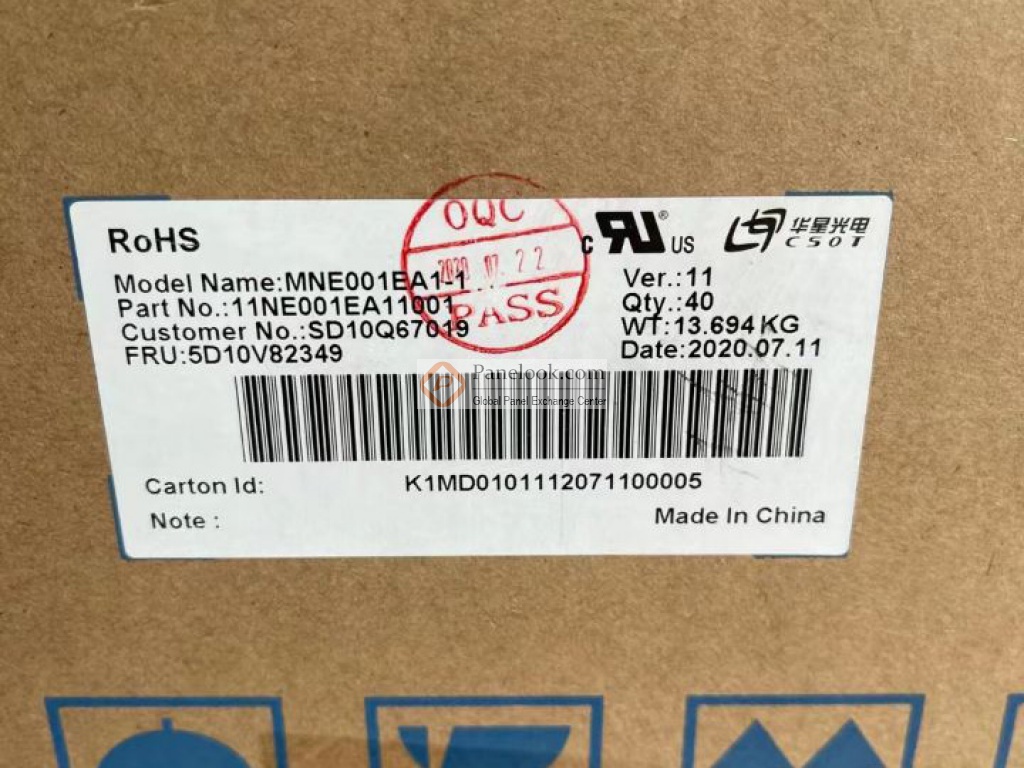 RoHS
OQC
2020 07.22
PASS
c RU ® US
华星光电
CSOT
Model Name:MNE001EA1-1
Ver.:11
Part No.:11NE001EA11001
Qty.:40
Customer No.:SD10Q67019
WT:13.694KG
FRU:5D10V82349
Date:2020.07.11
Panelook.com
Global Panel Exchange Center
Carton Id:
K1MD0101112071100005
Note :
Made In China